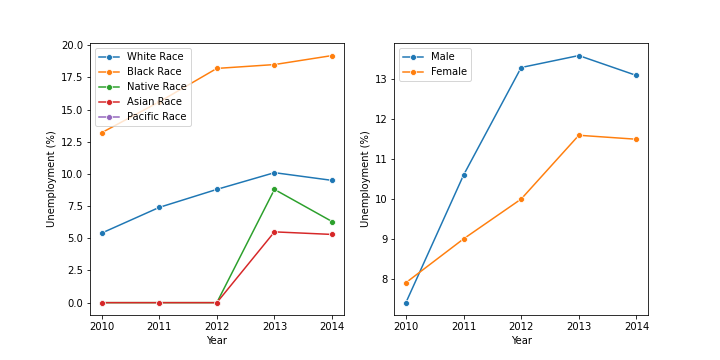 White Race
Black Race
Native Race
Asian Race
Pacific Race
Unemployment (%)
20.0
17.5
15.0
12.5
10.0
7.5
5.0
2.5
0.0
2010 2011 2012 2013 2014
Year
Male
Female
Unemployment (%)
13
12
11
10
9
8
2010 2011 2012 2013 2014
Year